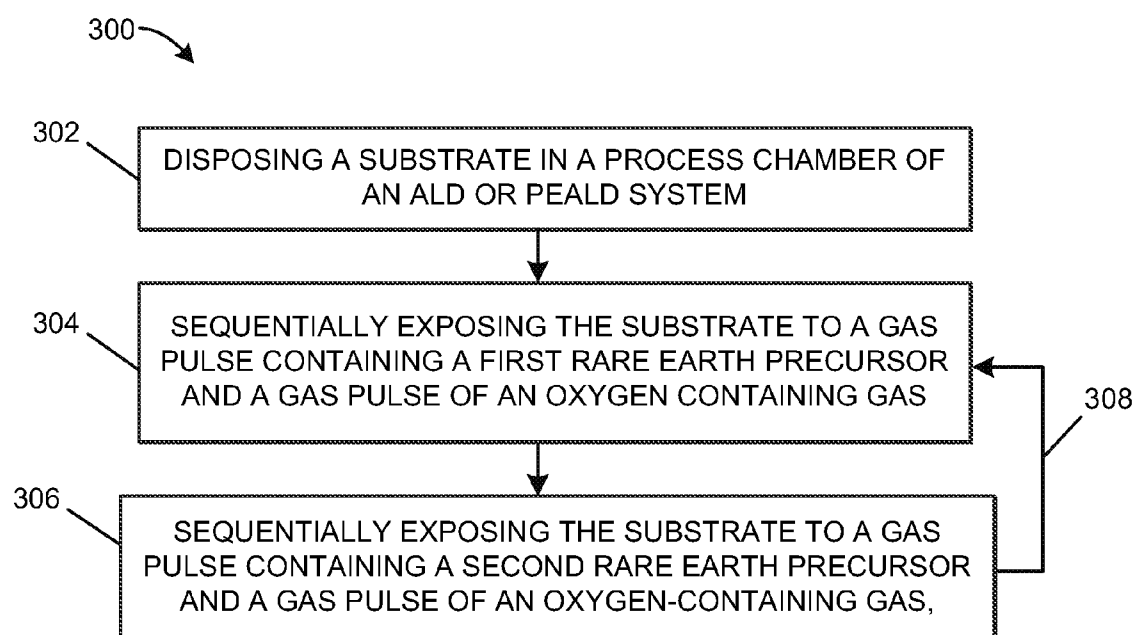 300
302
DISPOSING A SUBSTRATE IN A PROCESS CHAMBER OF
AN ALD OR PEALD SYSTEM
304
SEQUENTIALLY EXPOSING THE SUBSTRATE TO A GAS
PULSE CONTAINING A FIRST RARE EARTH PRECURSOR
AND A GAS PULSE OF AN OXYGEN CONTAINING GAS
308
306
SEQUENTIALLY EXPOSING THE SUBSTRATE TO A GAS
PULSE CONTAINING A SECOND RARE EARTH PRECURSOR
AND A GAS PULSE OF AN OXYGEN-CONTAINING GAS,